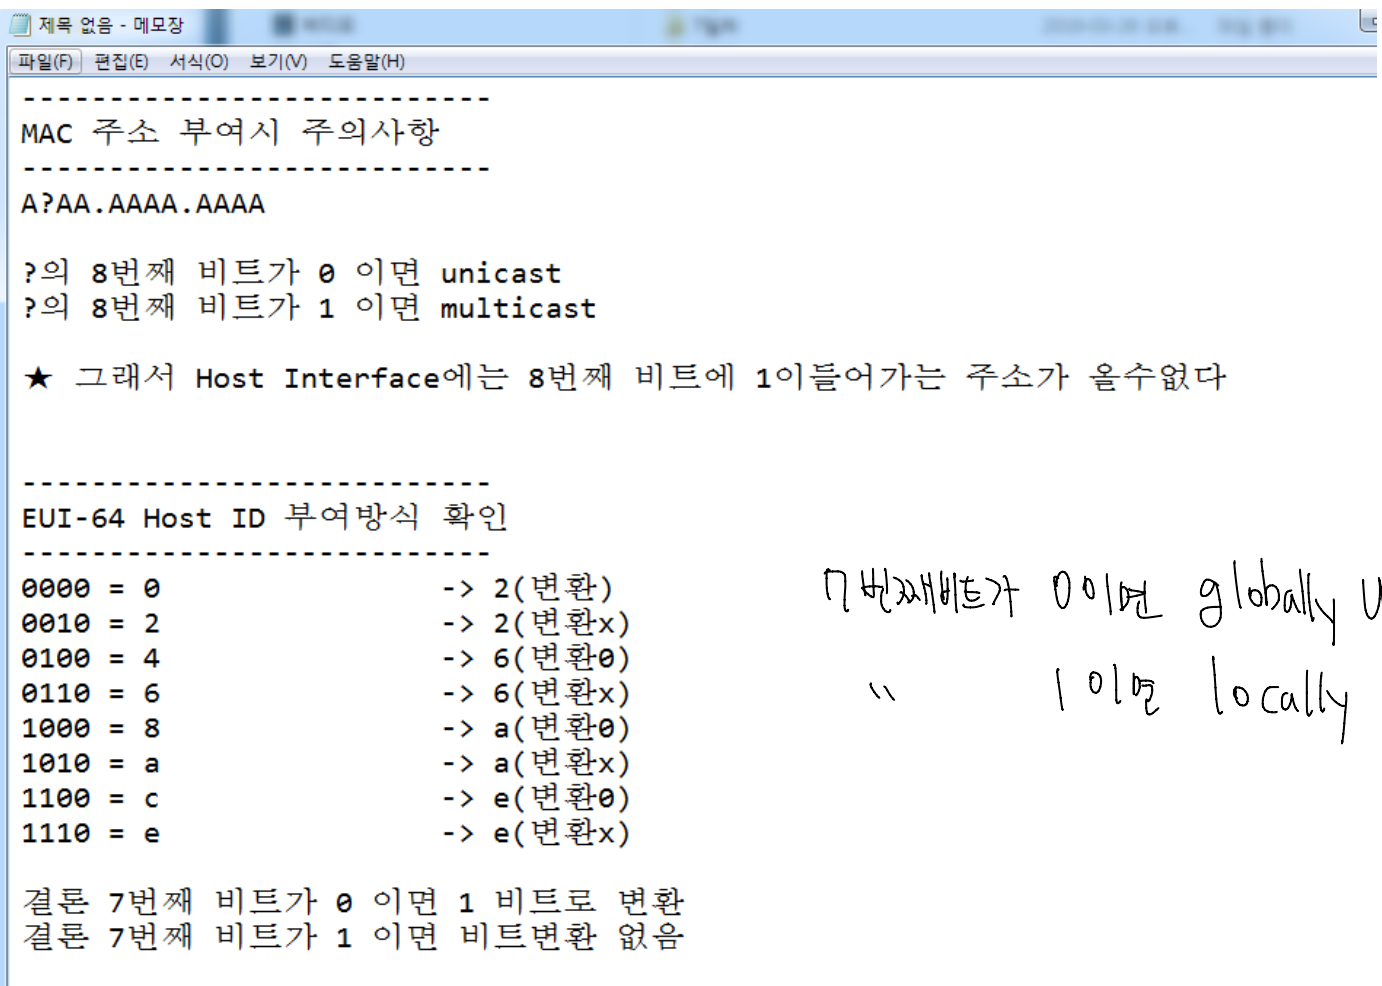 제목 없음 - 메모장
파일(F) 편집(E) 서식(O) 보기(V) 도움말(H)
---------------------------
MAC 주소 부여시 주의사항
---------------------------
A?AA.AAAA.AAAA
?의 8번째 비트가 0 이면 unicast
?의 8번째 비트가 1 이면 multicast
★ 그래서 Host Interface에는 8번째 비트에 1이들어가는 주소가 올수없다
---------------------------
EUI-64 Host ID 부여방식 확인
---------------------------
0000 = 0 -> 2(변환)
0010 = 2 -> 2(변환x)
0100 = 4 -> 6(변환0)
0110 = 6 -> 6(변환x)
1000 = 8 -> a(변환0)
1010 = a -> a(변환x)
1100 = c -> e(변환0)
1110 = e -> e(변환x)
7번째비트가 0이면 globally U
〃 1이면 locally
결론 7번째 비트가 0 이면 1 비트로 변환
결론 7번째 비트가 1 이면 비트변환 없음